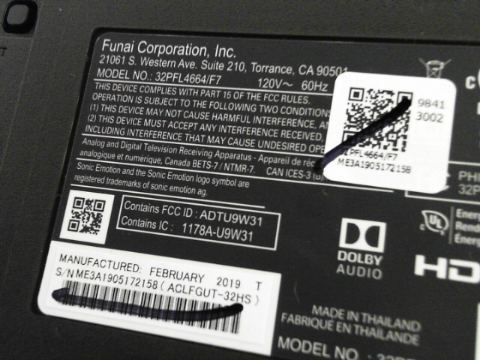 Funai Corporation, Inc.
21061 S. Western Ave. Suite 210, Torrance, CA 90501
MODEL NO.: 32PFL4664/F7 120V~ 60Hz
THIS DEVICE COMPLIES WITH PART 15 OF THE FCC RULES.
OPERATION IS SUBJECT TO THE FOLLOWING TWO CONDITIONS
(1) THIS DEVICE MAY NOT CAUSE HARMFUL INTERFERENCE, AN
(2) THIS DEVICE MUST ACCEPT ANY INTERFERENCE RECEIVED
INCLUDING INTERFERENCE THAT MAY CAUSE UNDESIRED OPE
Analog and Digital Television Receiving Apparatus - Appareil de
analogique et numérique, Canada BETS-7 / NTMR-7. CAN ICES-3
Sonic Emotion and the Sonic Emotion logo symbol are
registered trademarks of sonic emotion ag.
9841
3002
PFL4664/F7
ME3A1905172158
Contains FCC ID : ADTU9W31
Contains IC : 1178A-U9W31
MANUFACTURED: FEBRUARY 2019 T
S/N ME3A1905172158 (ACLFGUT-32HS)
DOLBY
AUDIO
UL
HD
MADE IN THAILAND
FABRIQUÉ EN THAÏLANDE
MODEL NO.: 32P